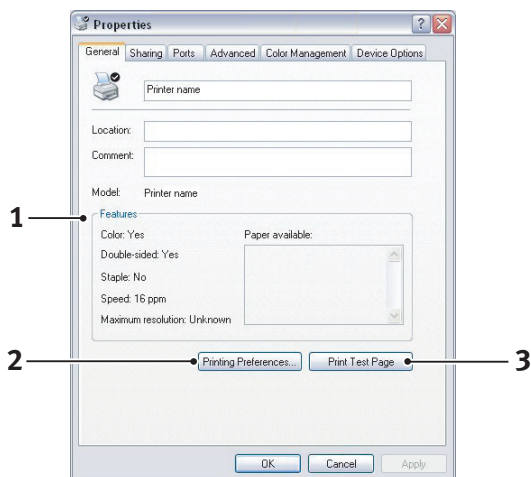 Properties
General Sharing Ports Advanced Color Management Device Options
Printer name
Location:
Comment:
Model: Printer name
1
Features
Color: Yes Paper available:
Double-sided: Yes
Staple: No
Speed: 16 ppm
Maximum resolution: Unknown
2 Printing Preferences... Print Test Page 3
OK Cancel Apply